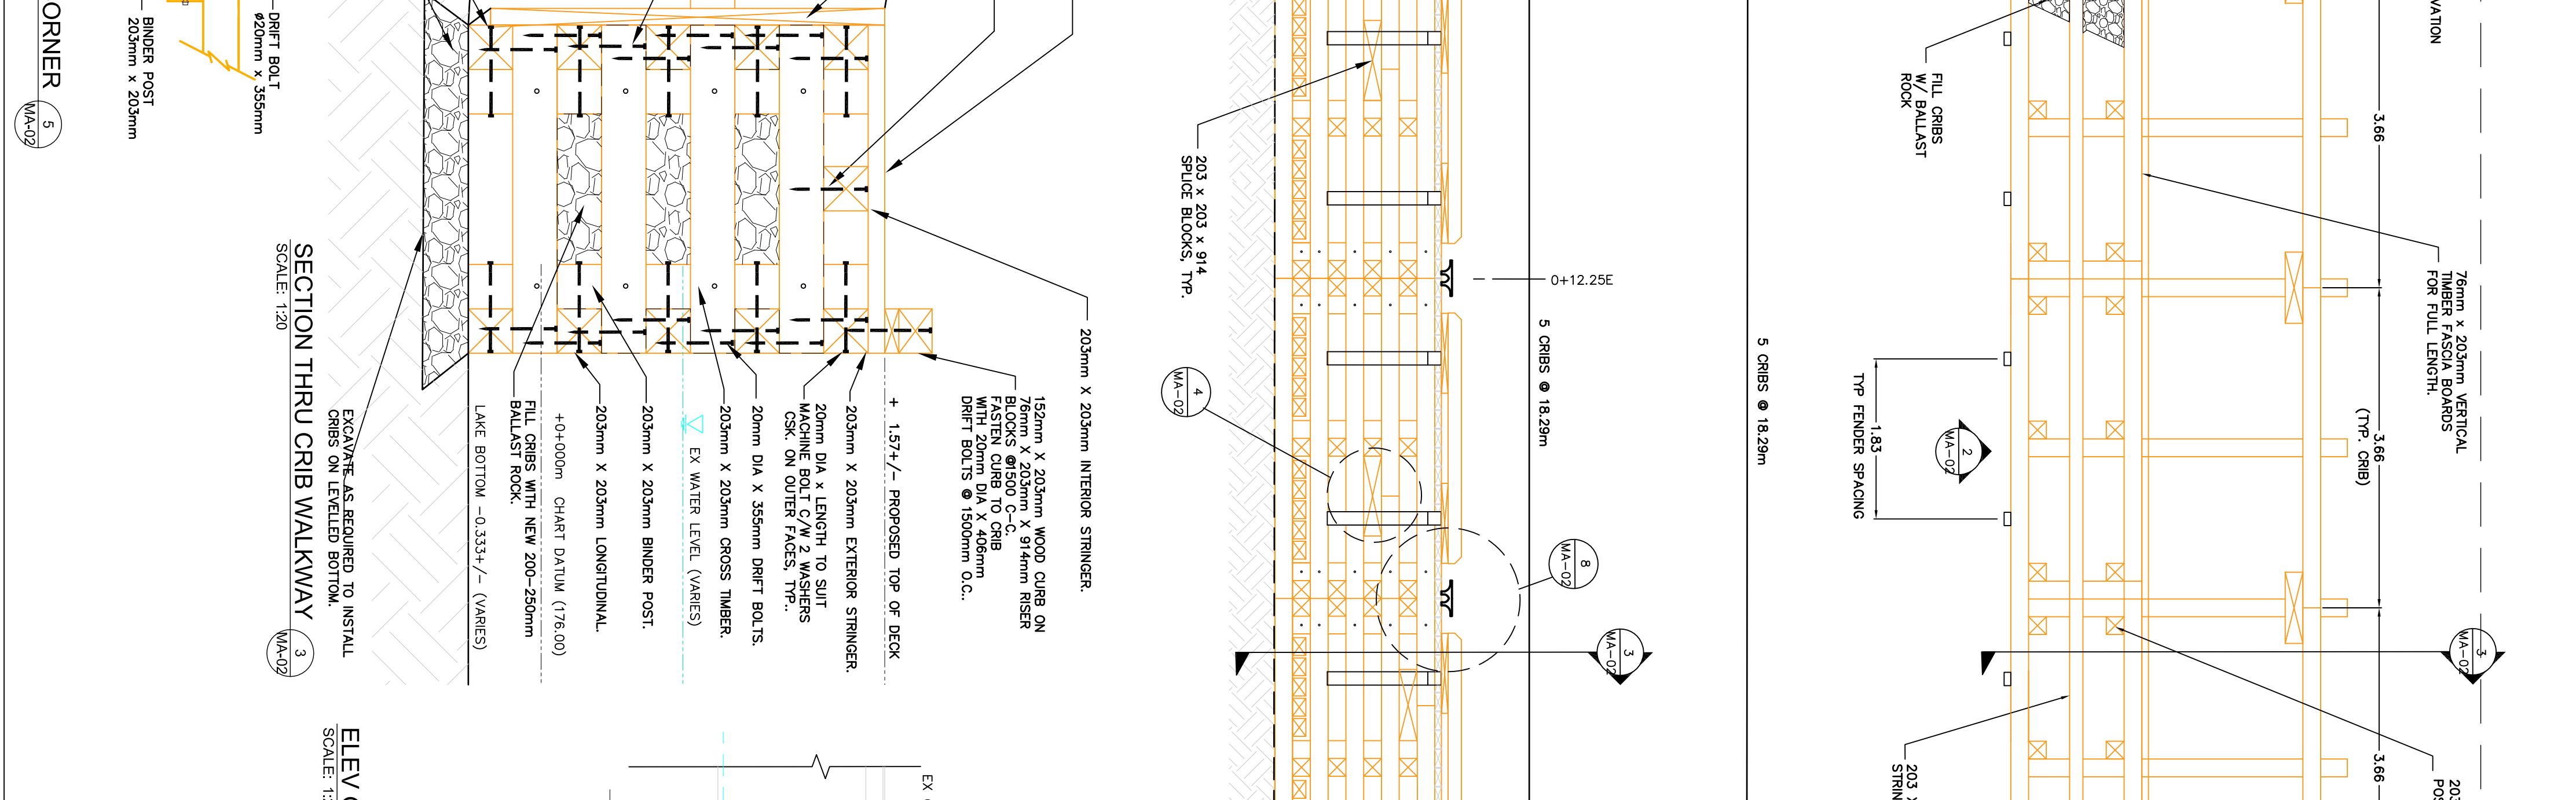 VATION
3.66
FILL CRIBS
W/ BALLAST
ROCK
76mm x 203mm VERTICAL
TIMBER FASCIA BOARDS
FOR FULL LENGTH.
3.66
(TYP. CRIB)
1.83
TYP FENDER SPACING
2
MA-02
3
MA-02
3.66
203 x
STRIN
203
POS
5 CRIBS @ 18.29m
5 CRIBS @ 18.29m
0+12.25E
203 x 203 x 914
SPLICE BLOCKS, TYP.
4
MA-02
8
MA-02
3
MA-02
203mm X 203mm INTERIOR STRINGER.
152mm X 203mm WOOD CURB ON
76mm X 203mm X 914mm RISER
BLOCKS @1500 C-C.
FASTEN CURB TO CRIB
WITH 20mm DIA X 406mm
DRIFT BOLTS @ 1500mm O.C..
+ 1.57+/- PROPOSED TOP OF DECK
203mm X 203mm EXTERIOR STRINGER.
20mm DIA x LENGTH TO SUIT
MACHINE BOLT C/W 2 WASHERS
CSK. ON OUTER FACES, TYP..
20mm DIA X 355mm DRIFT BOLTS.
203mm X 203mm CROSS TIMBER.
EX WATER LEVEL (VARIES)
203mm X 203mm BINDER POST.
203mm X 203mm LONGITUDINAL.
+0+000m CHART DATUM (176.00)
FILL CRIBS WITH NEW 200-250mm
BALLAST ROCK.
LAKE BOTTOM -0.333+/- (VARIES)
EXCAVATE AS REQUIRED TO INSTALL
CRIBS ON LEVELLED BOTTOM.
SECTION THRU CRIB WALKWAY
SCALE: 1:20
3
MA-02
DRIFT BOLT
ø20mm x 355mm
BINDER POST
203mm x 203mm
ORNER
5
MA-02
ELEV
SCALE: 1:
EX